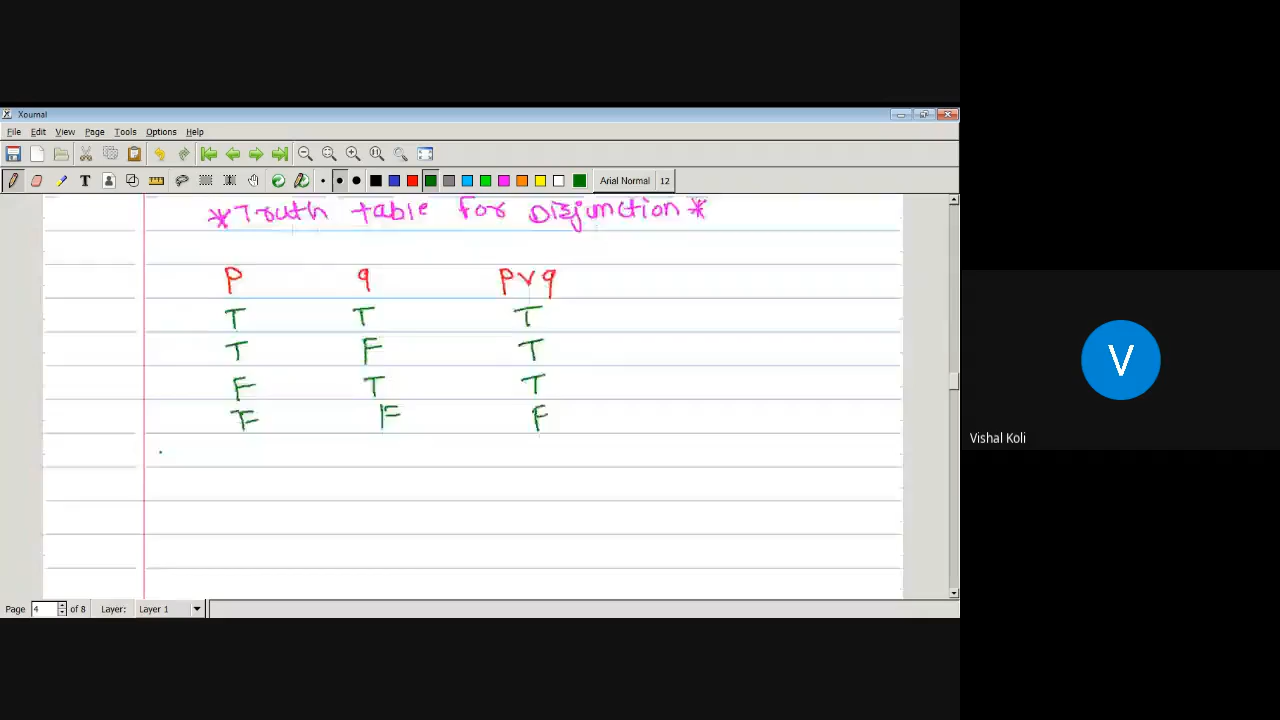 Xournal
File Edit View Page Tools Options Help
T Arial Normal 12
*Truth table for Disjunction*
p q p∨q
T T T
T F T
F T T
F F F
V
Vishal Koli
Page 4 of 8 Layer: Layer 1